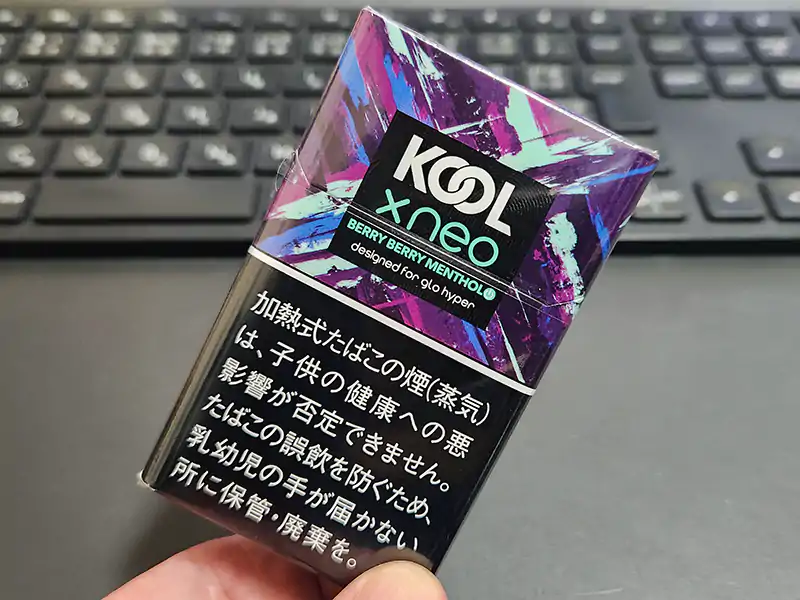 KOOL
x neo
BERRY BERRY MENTHOL
designed for glo hyper
加熱式たばこの煙(蒸気)
は、子供の健康への悪
影響が否定できません。
たばこの誤飲を防ぐため、
乳幼児の手が届かない
所に保管・廃棄を。